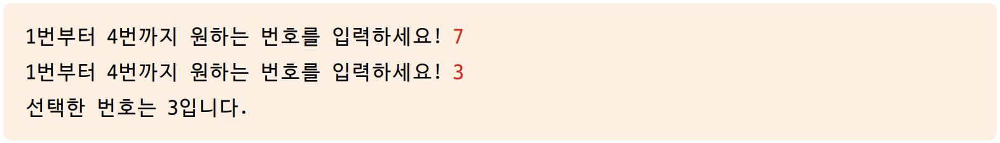 1번부터 4번까지 원하는 번호를 입력하세요! 7
1번부터 4번까지 원하는 번호를 입력하세요! 3
선택한 번호는 3입니다.